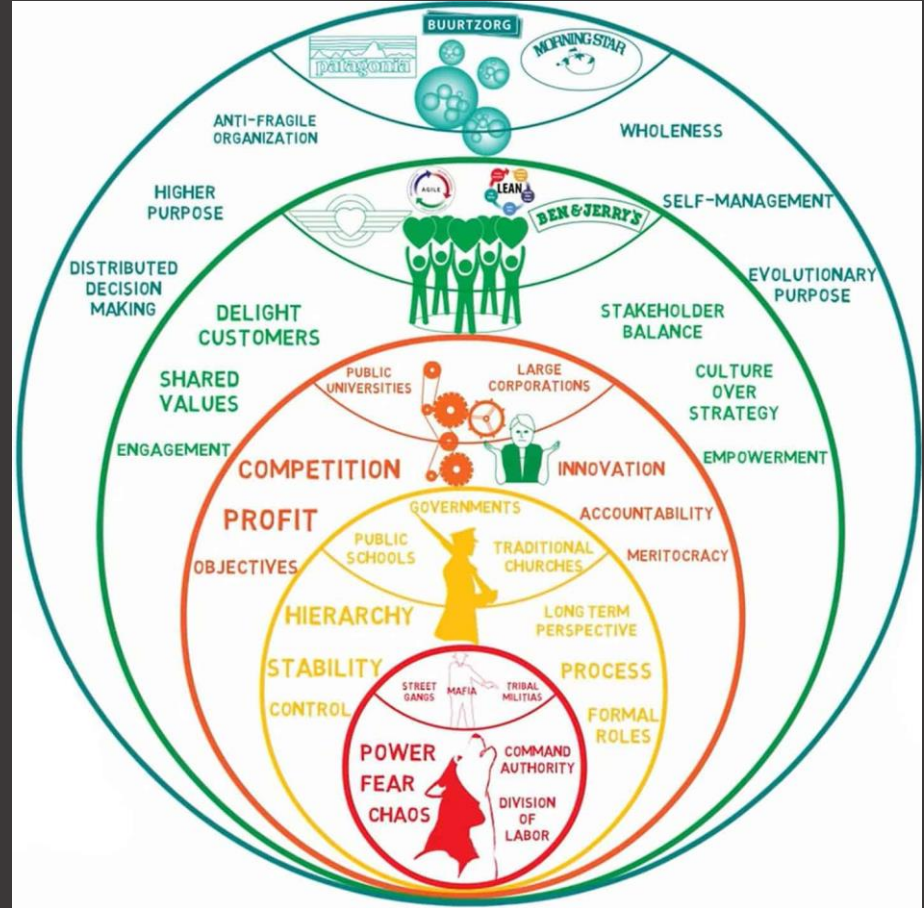 BUURTZORG
patagonia
MORNING STAR
ANTI-FRAGILE
ORGANIZATION
WHOLENESS
HIGHER
PURPOSE
SELF-MANAGEMENT
DISTRIBUTED
DECISION
MAKING
EVOLUTIONARY
PURPOSE
AGILE
LEAN
BEN & JERRY'S
DELIGHT
CUSTOMERS
STAKEHOLDER
BALANCE
SHARED
VALUES
CULTURE
OVER
STRATEGY
ENGAGEMENT
EMPOWERMENT
PUBLIC
UNIVERSITIES
LARGE
CORPORATIONS
COMPETITION
INNOVATION
PROFIT
ACCOUNTABILITY
OBJECTIVES
MERITOCRACY
GOVERNMENTS
PUBLIC
SCHOOLS
TRADITIONAL
CHURCHES
HIERARCHY
LONG TERM
PERSPECTIVE
STABILITY
PROCESS
CONTROL
FORMAL
ROLES
STREET
GANGS
MAFIA
TRIBAL
MILITIAS
POWER
FEAR
CHAOS
COMMAND
AUTHORITY
DIVISION
OF
LABOR